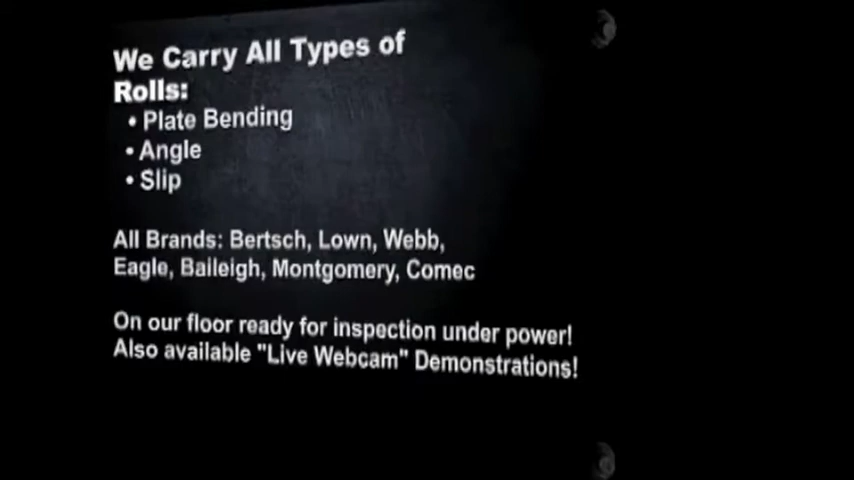 We Carry All Types of
Rolls:
• Plate Bending
• Angle
• Slip
All Brands: Bertsch, Lown, Webb,
Eagle, Baileigh, Montgomery, Comec
On our floor ready for inspection under power!
Also available "Live Webcam" Demonstrations!